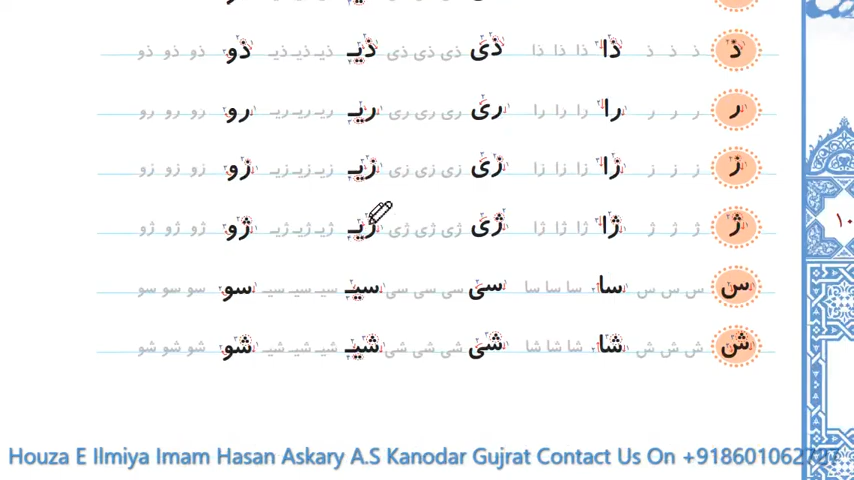 ذ ذ ذ ذ ذا ذا ذا ذا ذی ذی ذی ذی ذیـ ذیـ ذیـ ذیـ ذو ذو ذو ذو
ر ر ر ر را را را را ری ری ری ری ریـ ریـ ریـ ریـ رو رو رو رو
ز ز ز ز زا زا زا زا زی زی زی زی زیـ زیـ زیـ زیـ زو زو زو زو
ژ ژ ژ ژ ژا ژا ژا ژا ژی ژی ژی ژی ژیـ ژیـ ژیـ ژیـ ژو ژو ژو ژو
س س س س سا سا سا سا سی سی سی سی سیـ سیـ سیـ سیـ سو سو سو سو
ش ش ش ش شا شا شا شا شی شی شی شی شیـ شیـ شیـ شیـ شو شو شو شو
Houza E Ilmiya Imam Hasan Askary A.S Kanodar Gujrat Contact Us On +918601062727